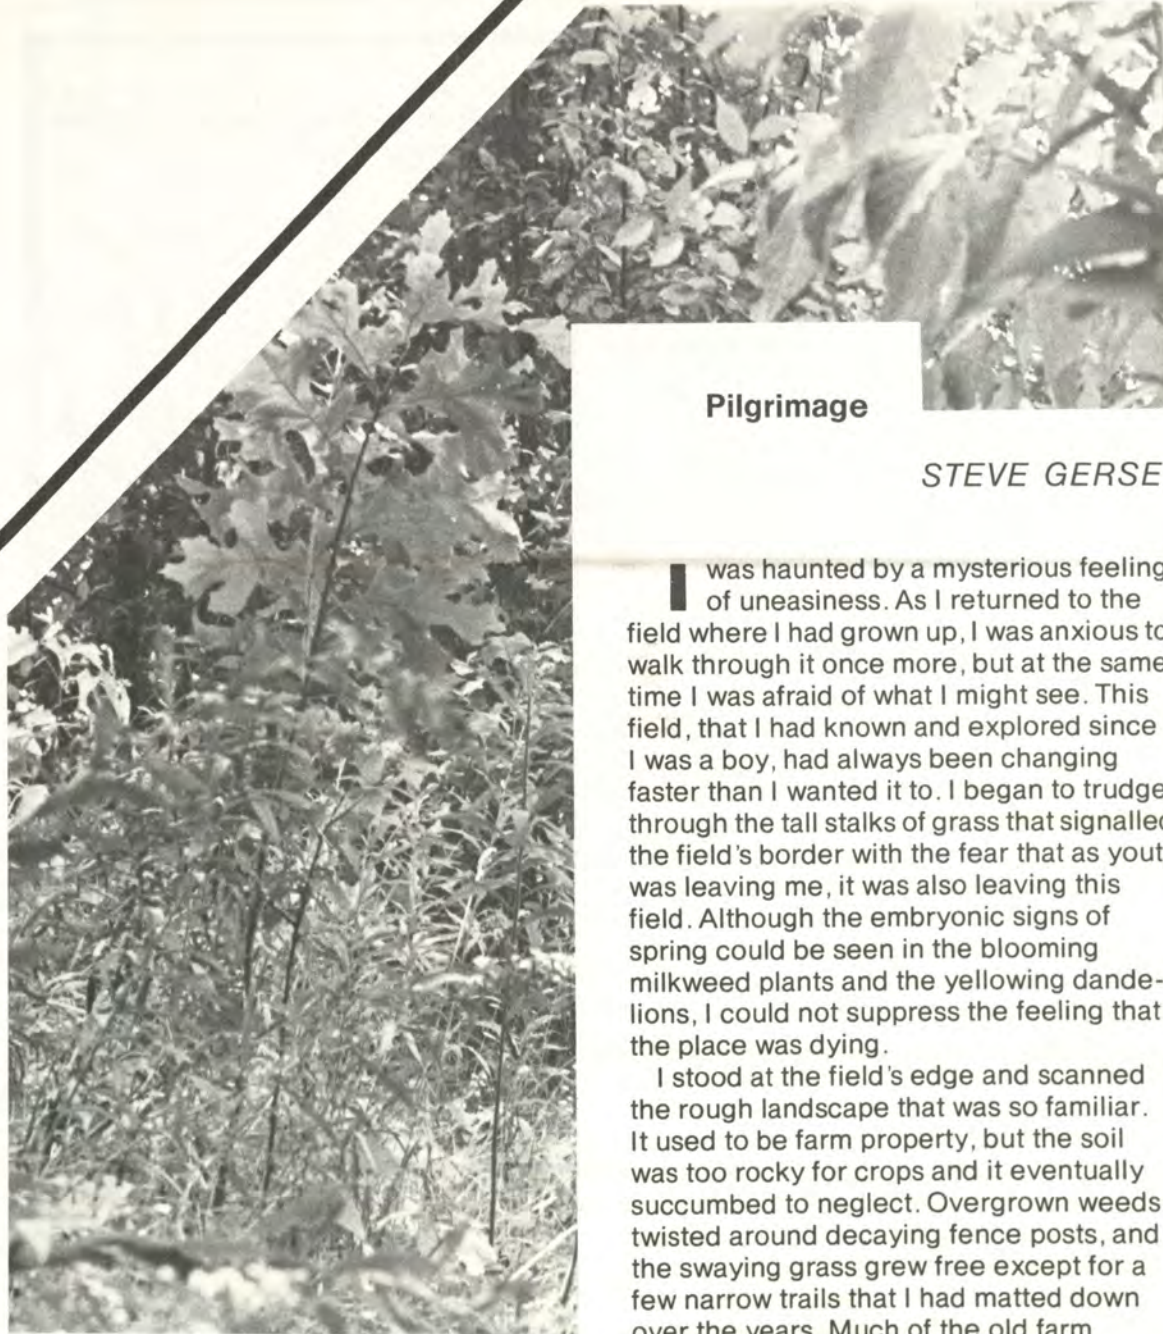 Pilgrimage
STEVE GERSE
I was haunted by a mysterious feeling
of uneasiness. As I returned to the
field where I had grown up, I was anxious to
walk through it once more, but at the same
time I was afraid of what I might see. This
field, that I had known and explored since
I was a boy, had always been changing
faster than I wanted it to. I began to trudge
through the tall stalks of grass that signalled
the field's border with the fear that as yout
was leaving me, it was also leaving this
field. Although the embryonic signs of
spring could be seen in the blooming
milkweed plants and the yellowing dande-
lions, I could not suppress the feeling that
the place was dying.
I stood at the field's edge and scanned
the rough landscape that was so familiar.
It used to be farm property, but the soil
was too rocky for crops and it eventually
succumbed to neglect. Overgrown weeds
twisted around decaying fence posts, and
the swaying grass grew free except for a
few narrow trails that I had matted down
over the years. Much of the old farm